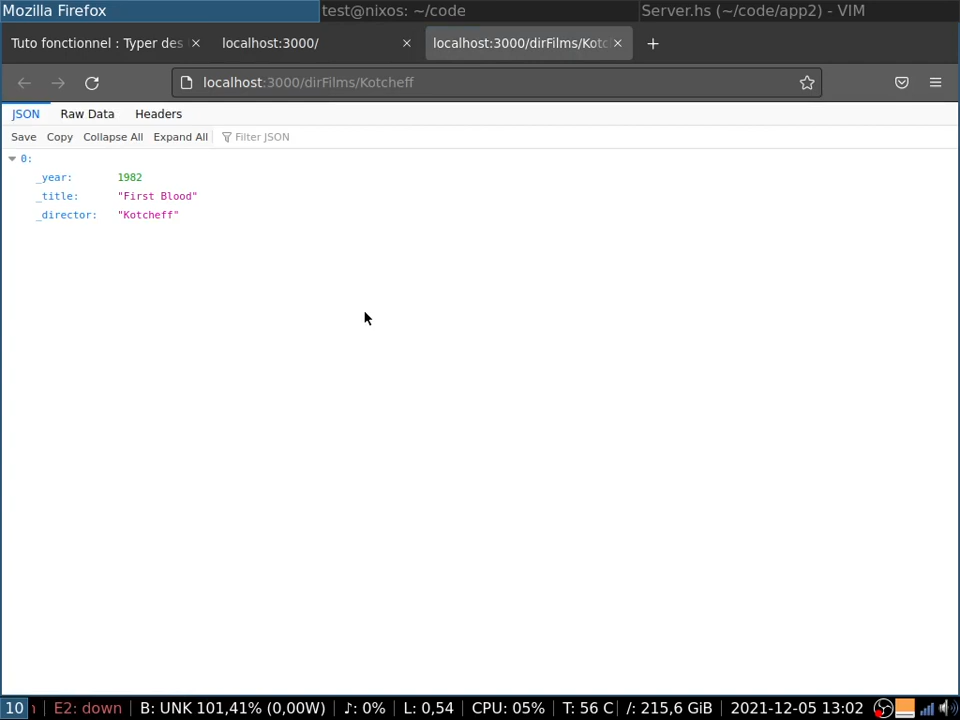 Mozilla Firefox test@nixos: ~/code Server.hs (~/code/app2) - VIM
Tuto fonctionnel : Typer des localhost:3000/ localhost:3000/dirFilms/Kotc
localhost:3000/dirFilms/Kotcheff
JSON Raw Data Headers
Save Copy Collapse All Expand All Filter JSON
0:
_year: 1982
_title: "First Blood"
_director: "Kotcheff"
10 E2: down | B: UNK 101,41% (0,00W) | ♪: 0% | L: 0,54 | CPU: 05% | T: 56 C | /: 215,6 GiB | 2021-12-05 13:02